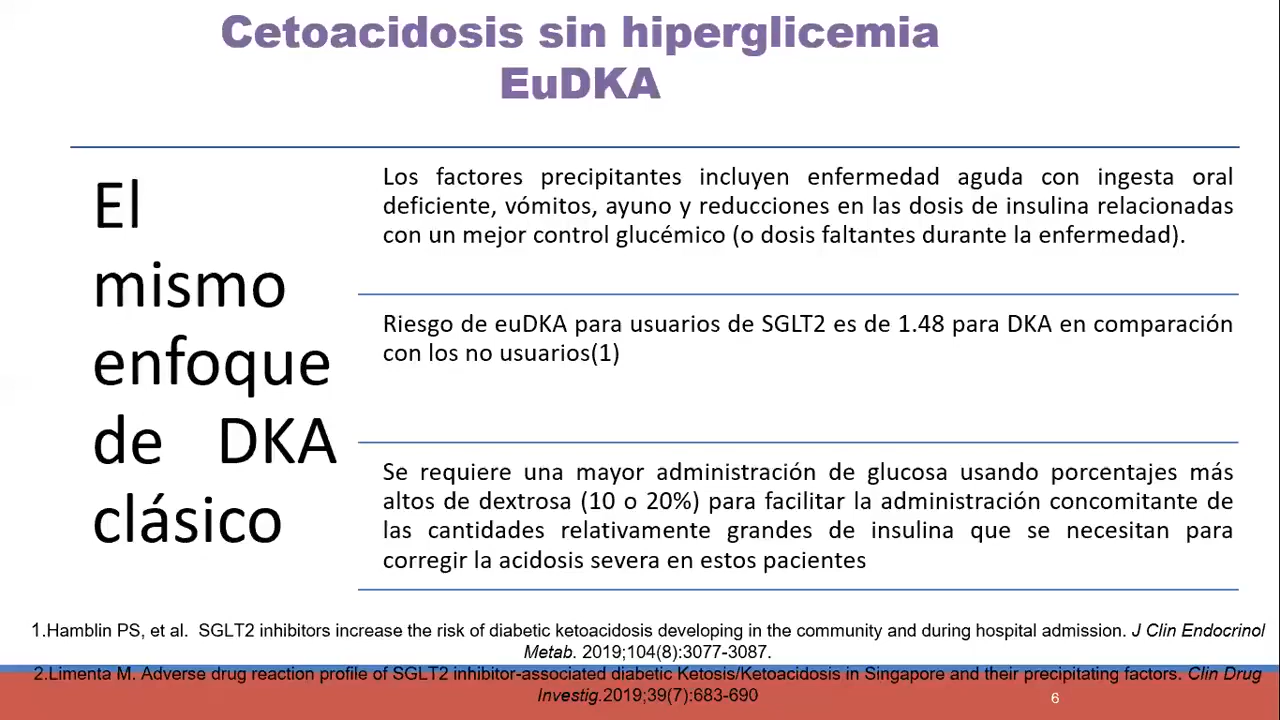 Cetoacidosis sin hiperglicemia
EuDKA
El
mismo
enfoque
de DKA
clásico
Los factores precipitantes incluyen enfermedad aguda con ingesta oral
deficiente, vómitos, ayuno y reducciones en las dosis de insulina relacionadas
con un mejor control glucémico (o dosis faltantes durante la enfermedad).
Riesgo de euDKA para usuarios de SGLT2 es de 1.48 para DKA en comparación
con los no usuarios(1)
Se requiere una mayor administración de glucosa usando porcentajes más
altos de dextrosa (10 o 20%) para facilitar la administración concomitante de
las cantidades relativamente grandes de insulina que se necesitan para
corregir la acidosis severa en estos pacientes
1.Hamblin PS, et al. SGLT2 inhibitors increase the risk of diabetic ketoacidosis developing in the community and during hospital admission. J Clin Endocrinol
Metab. 2019;104(8):3077-3087.
2.Limenta M. Adverse drug reaction profile of SGLT2 inhibitor-associated diabetic Ketosis/Ketoacidosis in Singapore and their precipitating factors. Clin Drug
Investig.2019;39(7):683-690
6